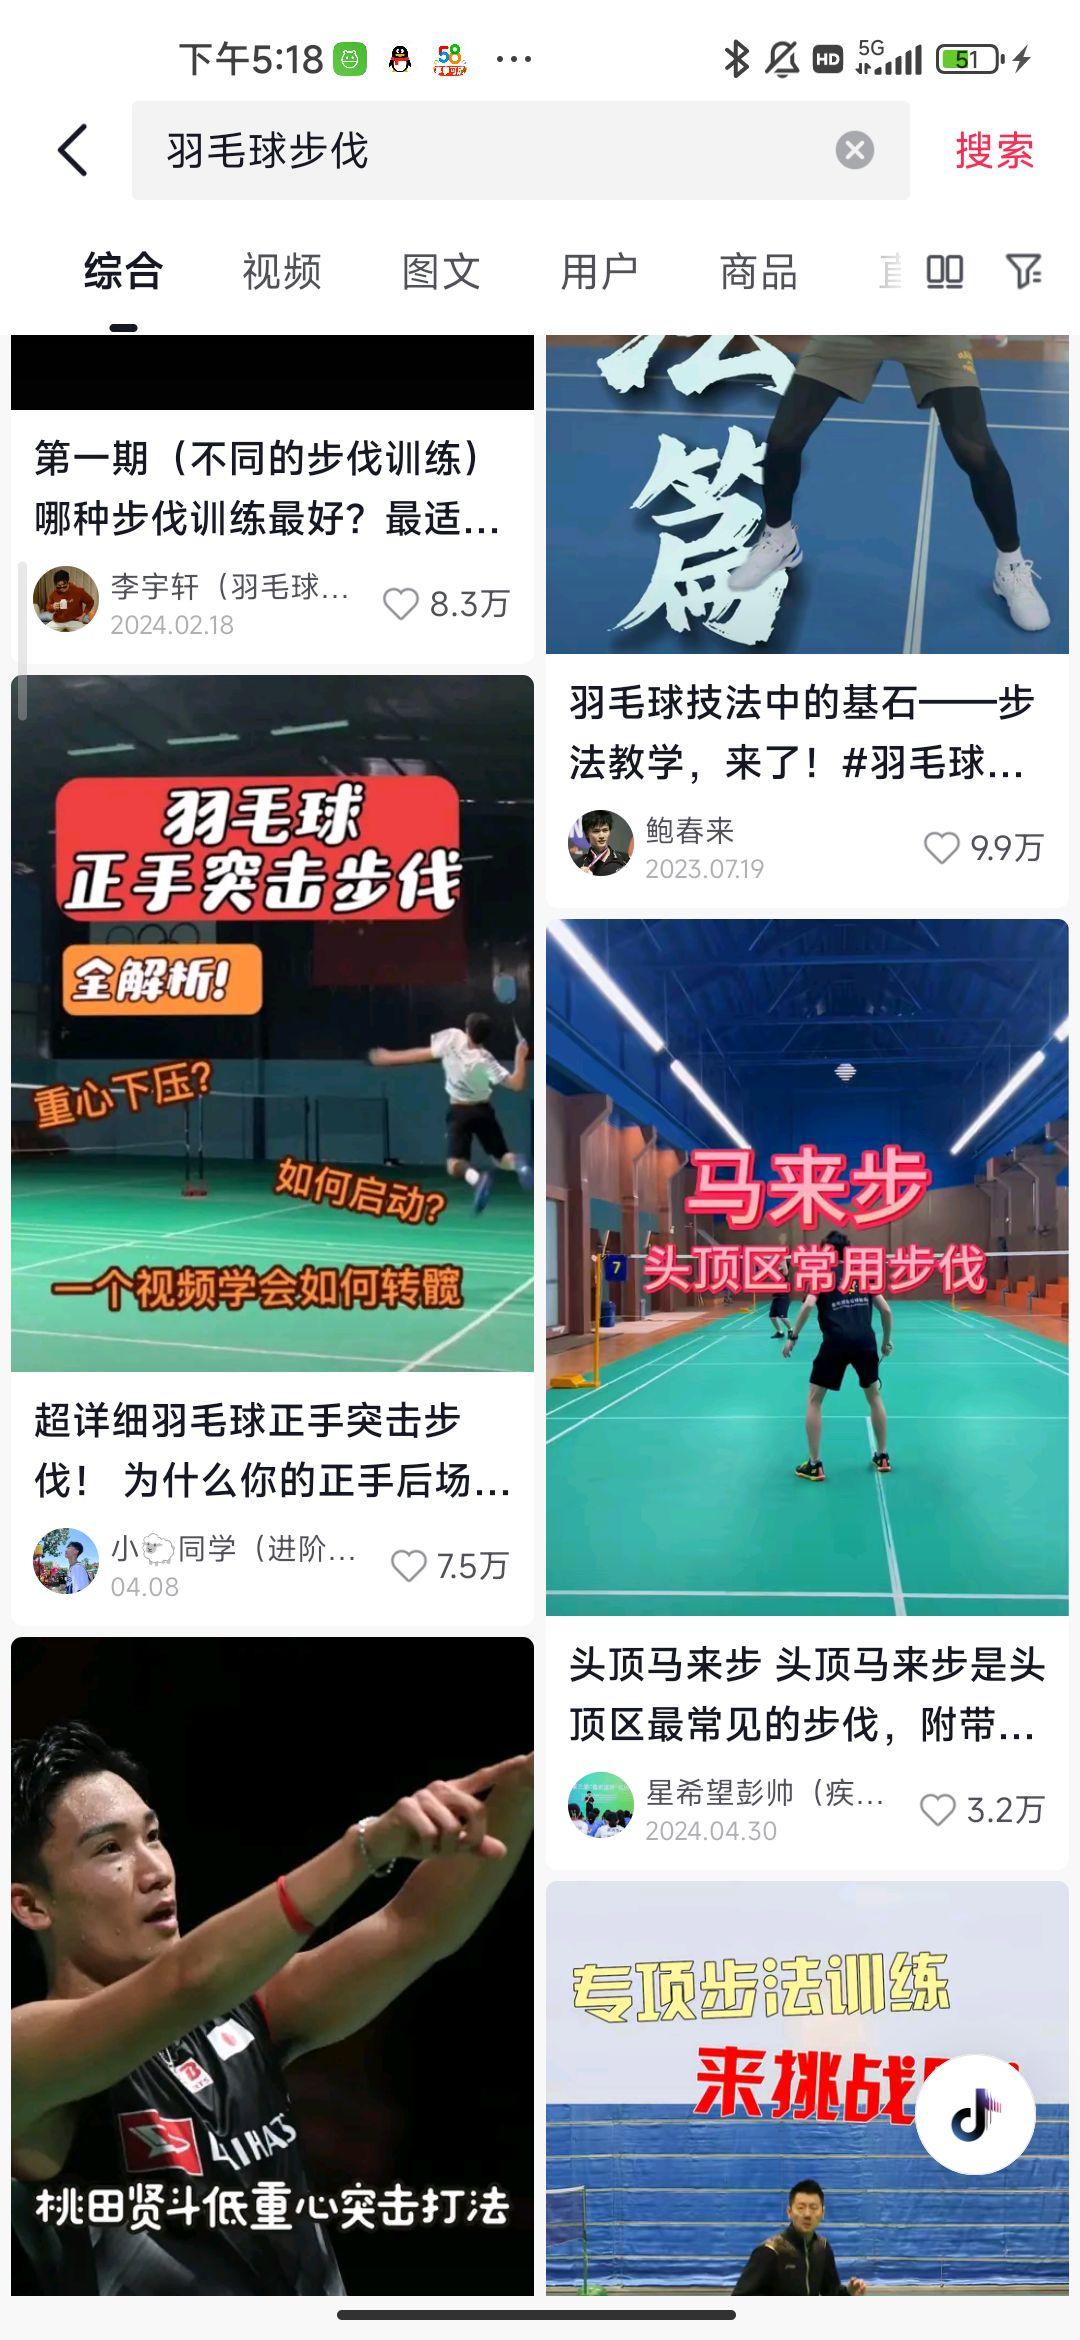 下午5:18
58
HD
5G
51
羽毛球步伐
搜索
综合
视频
图文
用户
商品
第一期（不同的步伐训练）
哪种步伐训练最好？最适...
李宇轩（羽毛球...
2024.02.18
8.3万
篇
羽毛球技法中的基石——步
法教学，来了！#羽毛球...
鲍春来
2023.07.19
9.9万
羽毛球
正手突击步伐
全解析!
重心下压?
如何启动?
一个视频学会如何转髋
超详细羽毛球正手突击步
伐！ 为什么你的正手后场...
小🐑同学（进阶...
04.08
7.5万
马来步
头顶区常用步伐
7
头顶马来步 头顶马来步是头
顶区最常见的步伐，附带...
星希望彭帅（疾...
2024.04.30
3.2万
桃田贤斗低重心突击打法
专项步法训练
来挑战